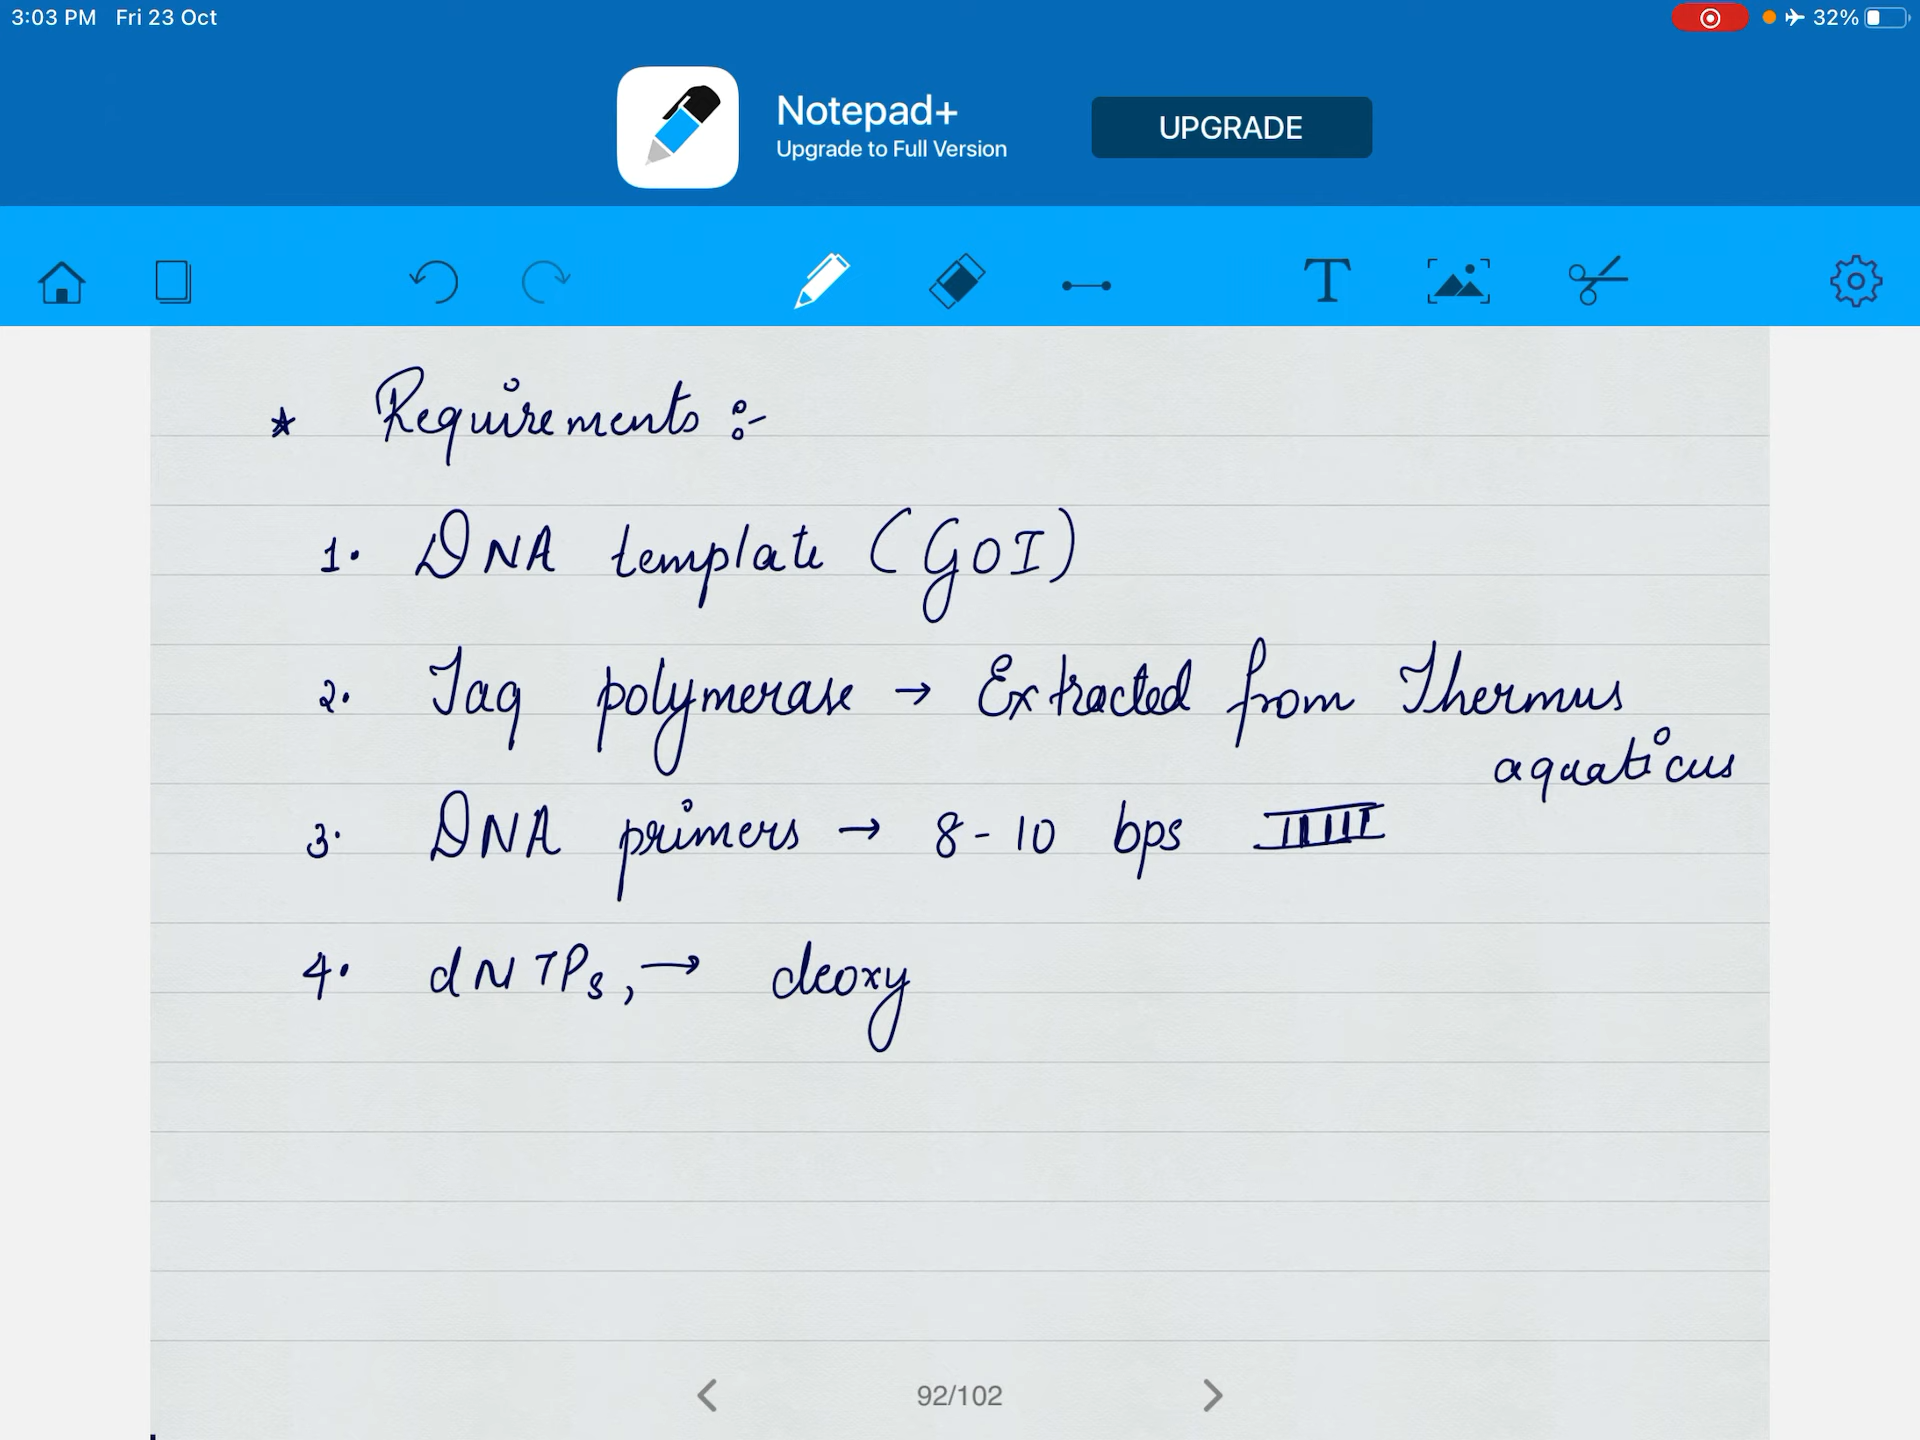 3:03 PM Fri 23 Oct 32%
Notepad+
Upgrade to Full Version
UPGRADE
T
* Requirements :-
1. DNA template (GOI)
2. Taq polymerase → Extracted from Thermus
aquaticus
3. DNA primers → 8-10 bps
4. dNTPs, → deoxy
92/102